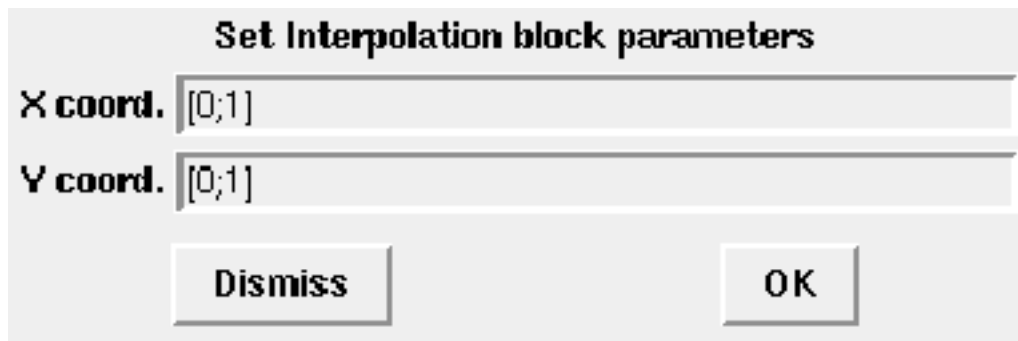 Set Interpolation block parameters
X coord. [0;1]
Y coord. [0;1]
Dismiss OK